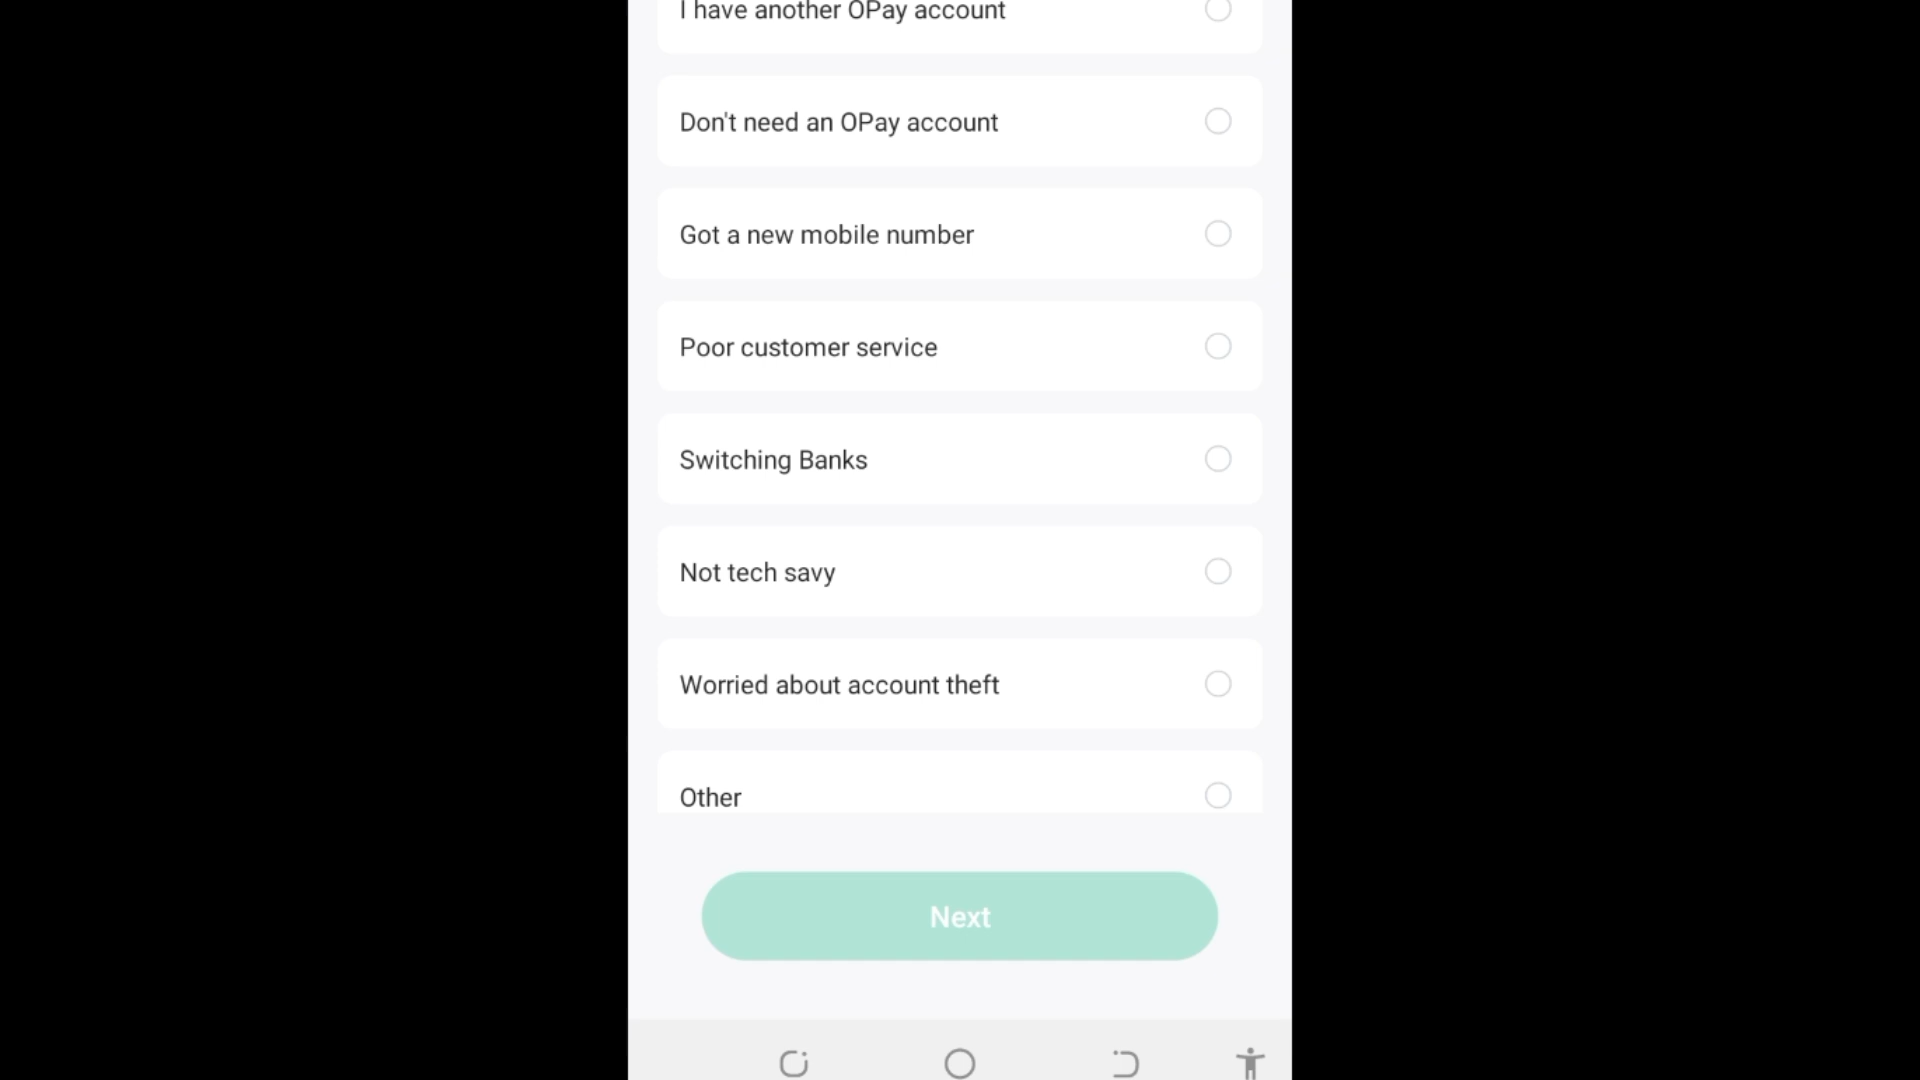 I have another OPay account
Don't need an OPay account
Got a new mobile number
Poor customer service
Switching Banks
Not tech savy
Worried about account theft
Other
Next